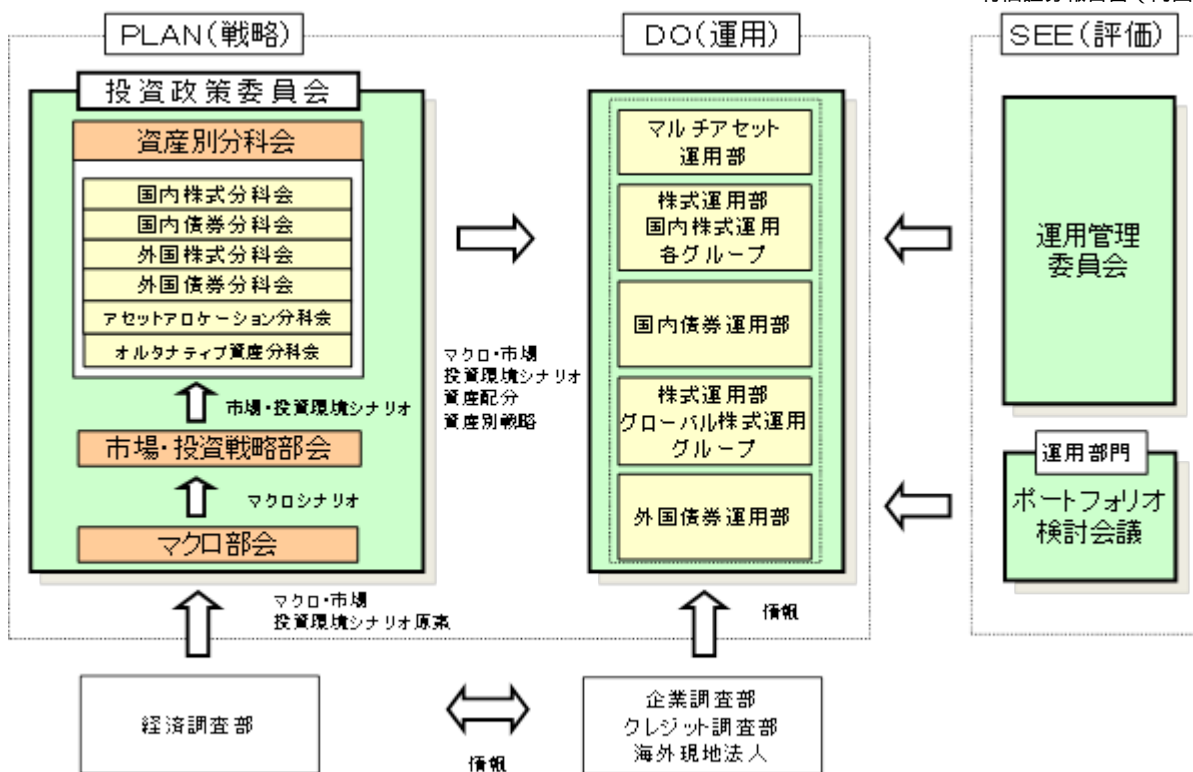 PLAN(戦略)
投資政策委員会
資産別分科会
国内株式分科会
国内債券分科会
外国株式分科会
外国債券分科会
アセットアロケーション分科会
オルタナティブ資産分科会
市場・投資環境シナリオ
市場・投資戦略部会
マクロシナリオ
マクロ部会
マクロ・市場
投資環境シナリオ原案
経済調査部
マクロ・市場
投資環境シナリオ
資産配分
資産別戦略
DO(運用)
マルチアセット
運用部
株式運用部
国内株式運用
各グループ
国内債券運用部
株式運用部
グローバル株式運用
グループ
外国債券運用部
情報
企業調査部
クレジット調査部
海外現地法人
情報
SEE(評価)
運用管理
委員会
運用部門
ポートフォリオ
検討会議